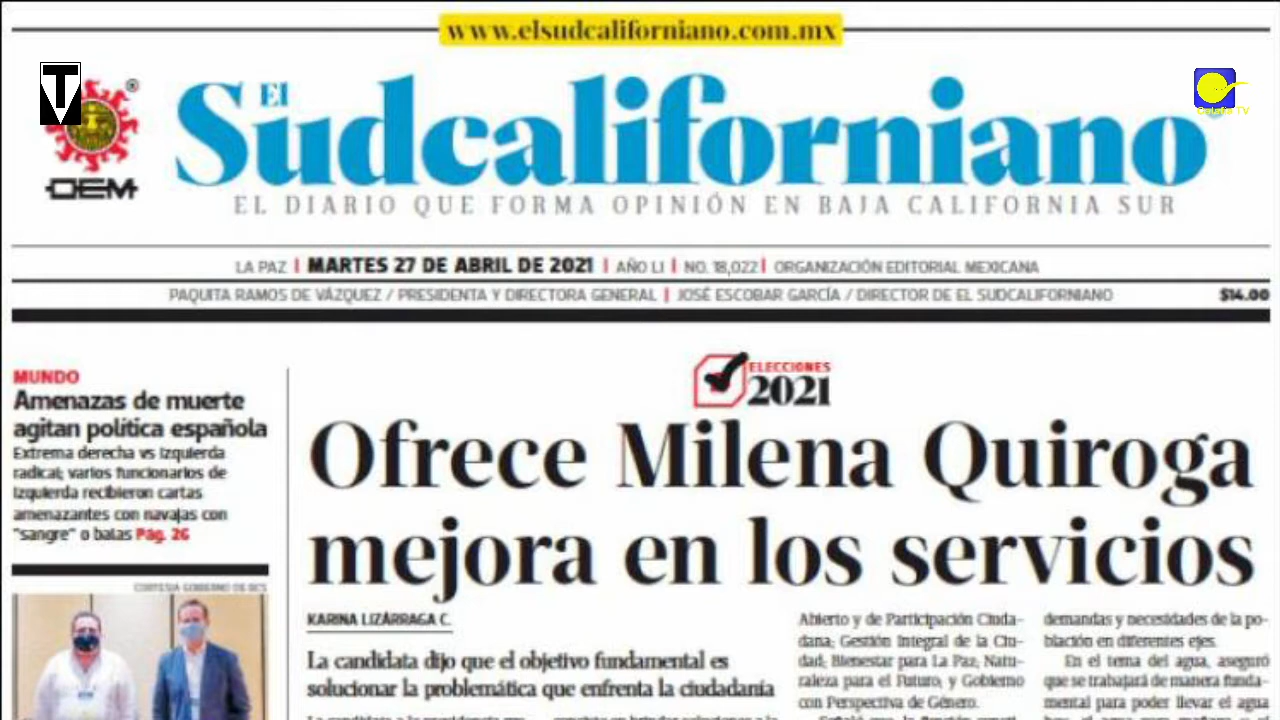 www.elsudcaliforniano.com.mx
TV
OEM
®
El Sudcaliforniano
Colafe TV
EL DIARIO QUE FORMA OPINIÓN EN BAJA CALIFORNIA SUR
LA PAZ | MARTES 27 DE ABRIL DE 2021 | AÑO LI | NO. 18,022 | ORGANIZACIÓN EDITORIAL MEXICANA
PAQUITA RAMOS DE VÁZQUEZ / PRESIDENTA Y DIRECTORA GENERAL | JOSÉ ESCOBAR GARCÍA / DIRECTOR DE EL SUDCALIFORNIANO $14.00
MUNDO
Amenazas de muerte
agitan política española
Extrema derecha vs izquierda
radical; varios funcionarios de
izquierda recibieron cartas
amenazantes con navajas con
"sangre" o balas Pág. 26
CORTESÍA GOBIERNO DE BCS
ELECCIONES
2021
Ofrece Milena Quiroga
mejora en los servicios
KARINA LIZÁRRAGA C.
La candidata dijo que el objetivo fundamental es
solucionar la problemática que enfrenta la ciudadanía
Abierto y de Participación Ciuda-
dana; Gestión Integral de la Ciu-
dad; Bienestar para La Paz; Natu-
raleza para el Futuro; y Gobierno
con Perspectiva de Género.
demandas y necesidades de la po-
blación en diferentes ejes.
En el tema del agua, aseguró
que se trabajará de manera funda-
mental para poder llevar el agua